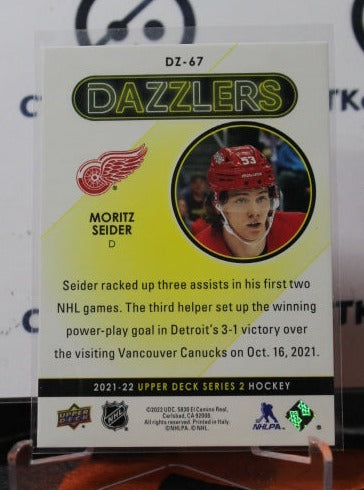 DZ-67
DAZZLERS
53
MORITZ
SEIDER
D
Seider racked up three assists in his first two
NHL games. The third helper set up the winning
power-play goal in Detroit's 3-1 victory over
the visiting Vancouver Canucks on Oct. 16, 2021.
2021-22 UPPER DECK SERIES 2 HOCKEY
UPPER DECK
NHL
©2022 UDC. 5830 El Camino Real,
Carlsbad, CA 92008.
All rights reserved. Printed in Italy.
©NHLPA. © NHL.
NHLPA